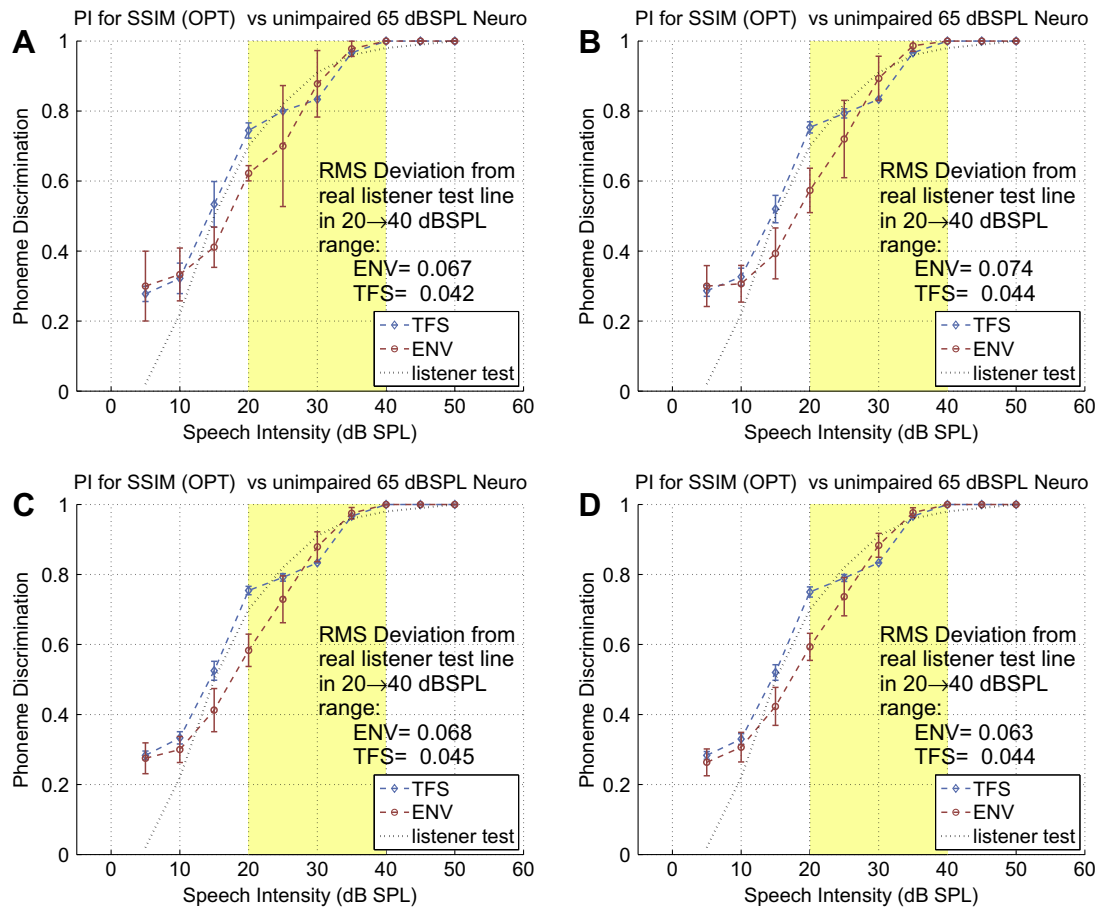 A
PI for SSIM (OPT)  vs unimpaired 65 dBSPL Neuro
Phoneme Discrimination
1
0.8
0.6
0.4
0.2
0
RMS Deviation from
real listener test line
in 20→40 dBSPL
range:
ENV= 0.067
TFS=  0.042
TFS
ENV
listener test
0 10 20 30 40 50 60
Speech Intensity (dB SPL)
B
PI for SSIM (OPT)  vs unimpaired 65 dBSPL Neuro
Phoneme Discrimination
1
0.8
0.6
0.4
0.2
0
RMS Deviation from
real listener test line
in 20→40 dBSPL
range:
ENV= 0.074
TFS=  0.044
TFS
ENV
listener test
0 10 20 30 40 50 60
Speech Intensity (dB SPL)
C
PI for SSIM (OPT)  vs unimpaired 65 dBSPL Neuro
Phoneme Discrimination
1
0.8
0.6
0.4
0.2
0
RMS Deviation from
real listener test line
in 20→40 dBSPL
range:
ENV= 0.068
TFS=  0.045
TFS
ENV
listener test
0 10 20 30 40 50 60
Speech Intensity (dB SPL)
D
PI for SSIM (OPT)  vs unimpaired 65 dBSPL Neuro
Phoneme Discrimination
1
0.8
0.6
0.4
0.2
0
RMS Deviation from
real listener test line
in 20→40 dBSPL
range:
ENV= 0.063
TFS=  0.044
TFS
ENV
listener test
0 10 20 30 40 50 60
Speech Intensity (dB SPL)